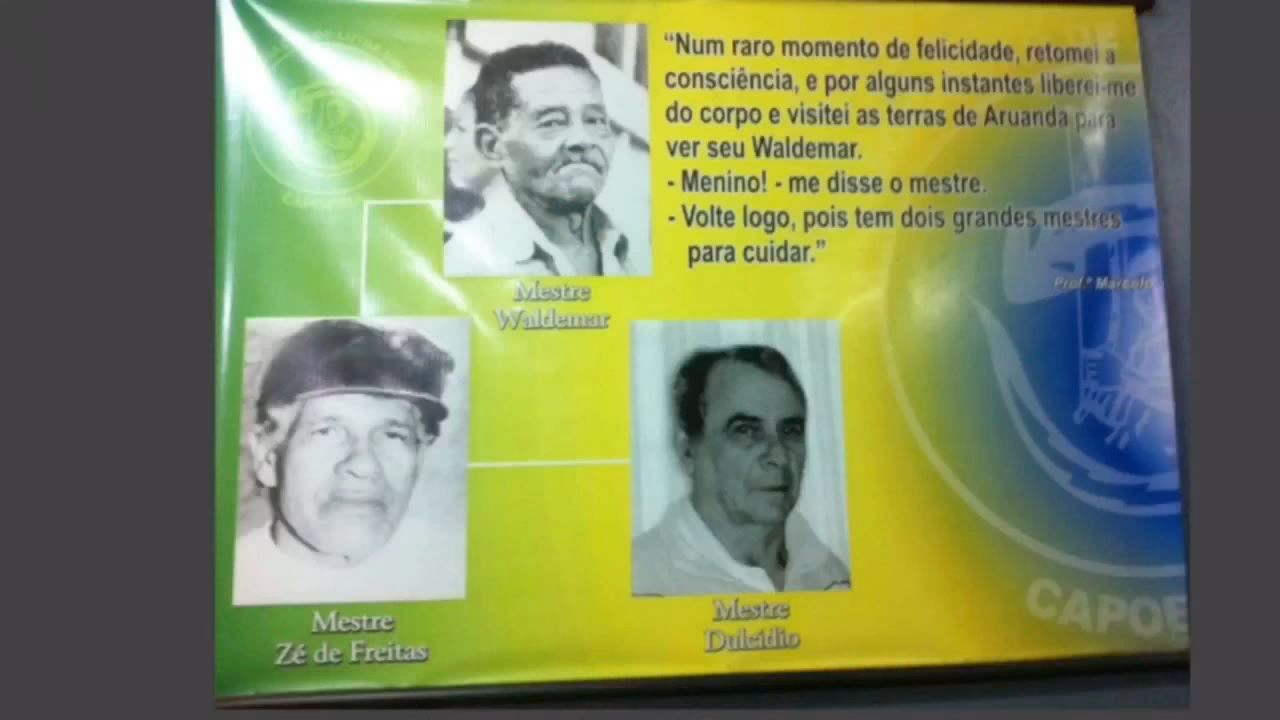 “Num raro momento de felicidade, retomei a
consciência, e por alguns instantes liberei-me
do corpo e visitei as terras de Aruanda para
ver seu Waldemar.
- Menino! - me disse o mestre.
- Volte logo, pois tem dois grandes mestres
para cuidar.”
Prof.º Marcelo
Mestre
Waldemar
Mestre
Zé de Freitas
Mestre
Dulcídio
CAPOE